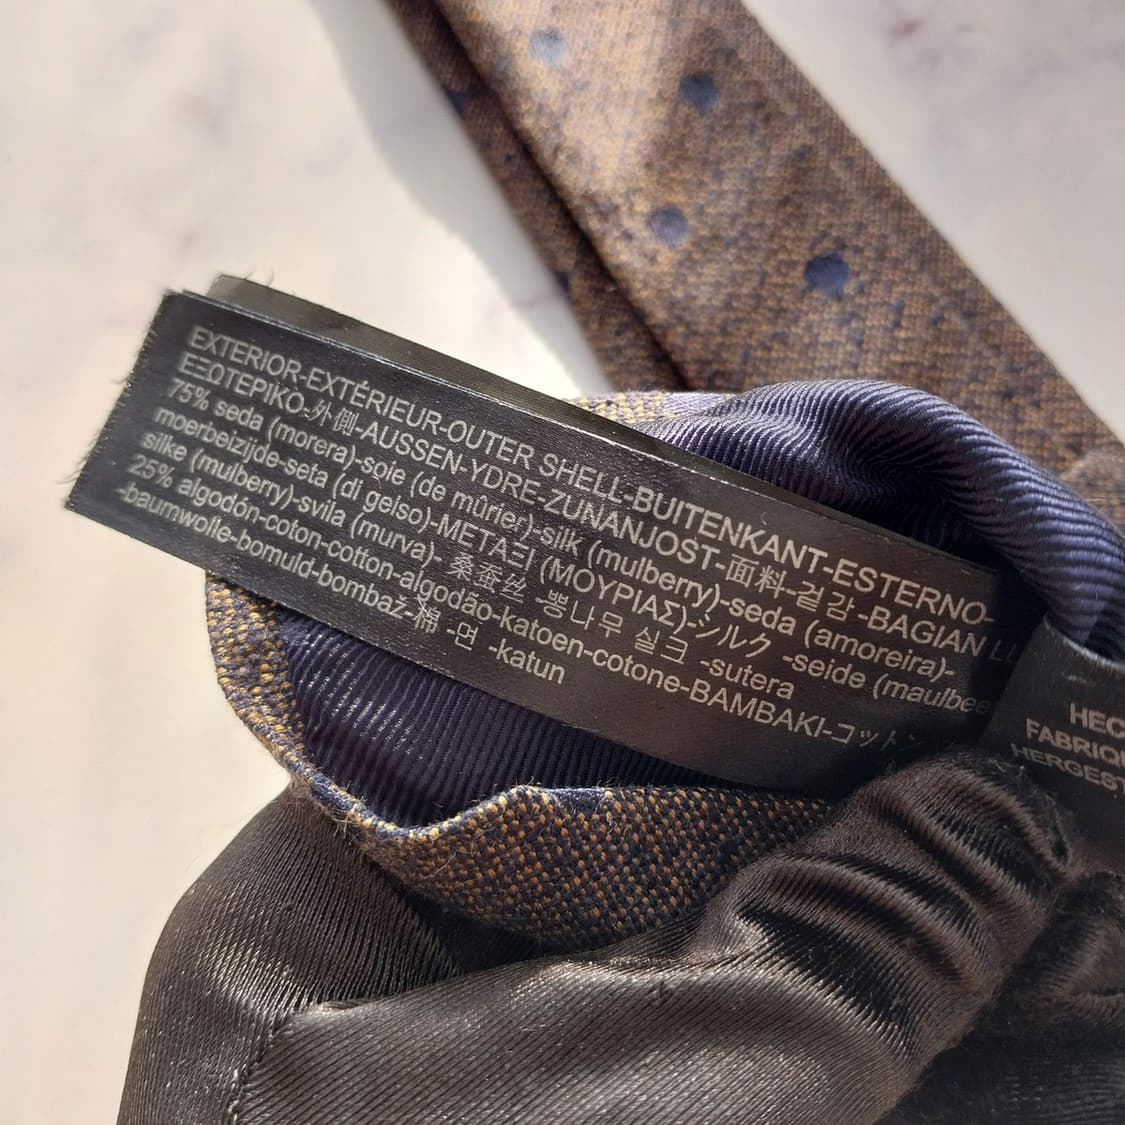 EXTERIOR-EXTÉRIEUR-OUTER SHELL-BUITENKANT-ESTERNO-
ΕΞΩΤΕΡΙΚΟ-外側-AUSSEN-YDRE-ZUNANJOST-面料-겉감-BAGIAN
75% seda (morera)-soie (de mûrier)-silk (mulberry)-seda (amoreira)-
moerbeizijde-seta (di gelso)-ΜΕΤΑΞΙ (ΜΟΥΡΙΑΣ)-シルク -seide (maulbee
silke (mulberry)-svila (murva)- 桑蚕丝 -뽕나무 실크 -sutera
25% algodón-coton-cotton-algodão-katoen-cotone-BAMBAKI-コットン
-baumwolle-bomuld-bombaž-棉 -면 -katun
HEC
FABRIQU
HERGEST